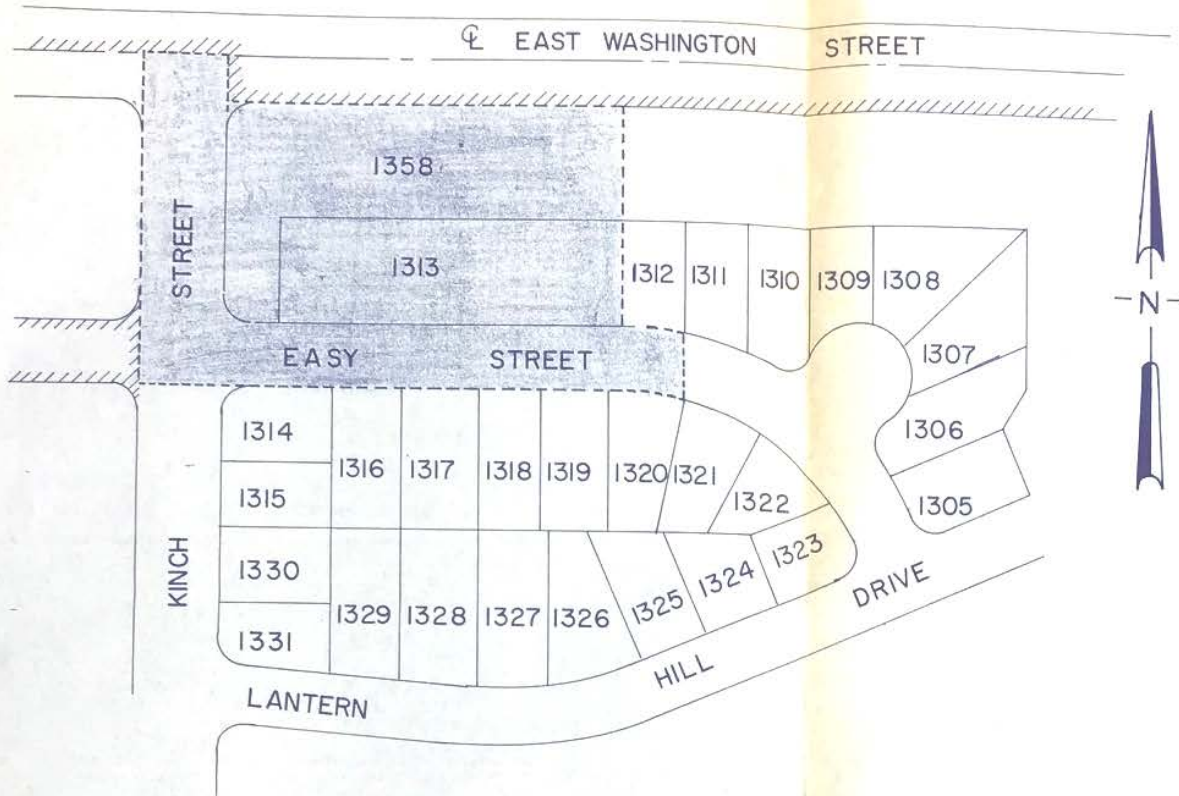 ℄ EAST WASHINGTON STREET
1358
STREET
1313
1312 1311 1310 1309 1308
N
EASY STREET
1307
1306
1314
1316 1317 1318 1319 1320 1321
1315
1322
1305
KINCH
1330
1323
1324
1325
1329 1328 1327 1326
1331
DRIVE
HILL
LANTERN